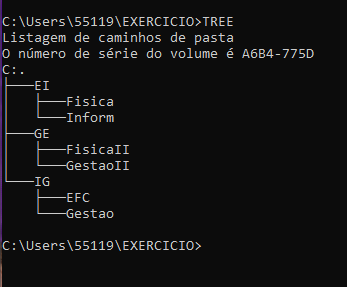 C:\Users\55119\EXERCICIO>TREE
Listagem de caminhos de pasta
O número de série do volume é A6B4-775D
C:.
├───EI
│   ├───Fisica
│   └───Inform
├───GE
│   ├───FisicaII
│   └───GestaoII
└───IG
    ├───EFC
    └───Gestao
C:\Users\55119\EXERCICIO>